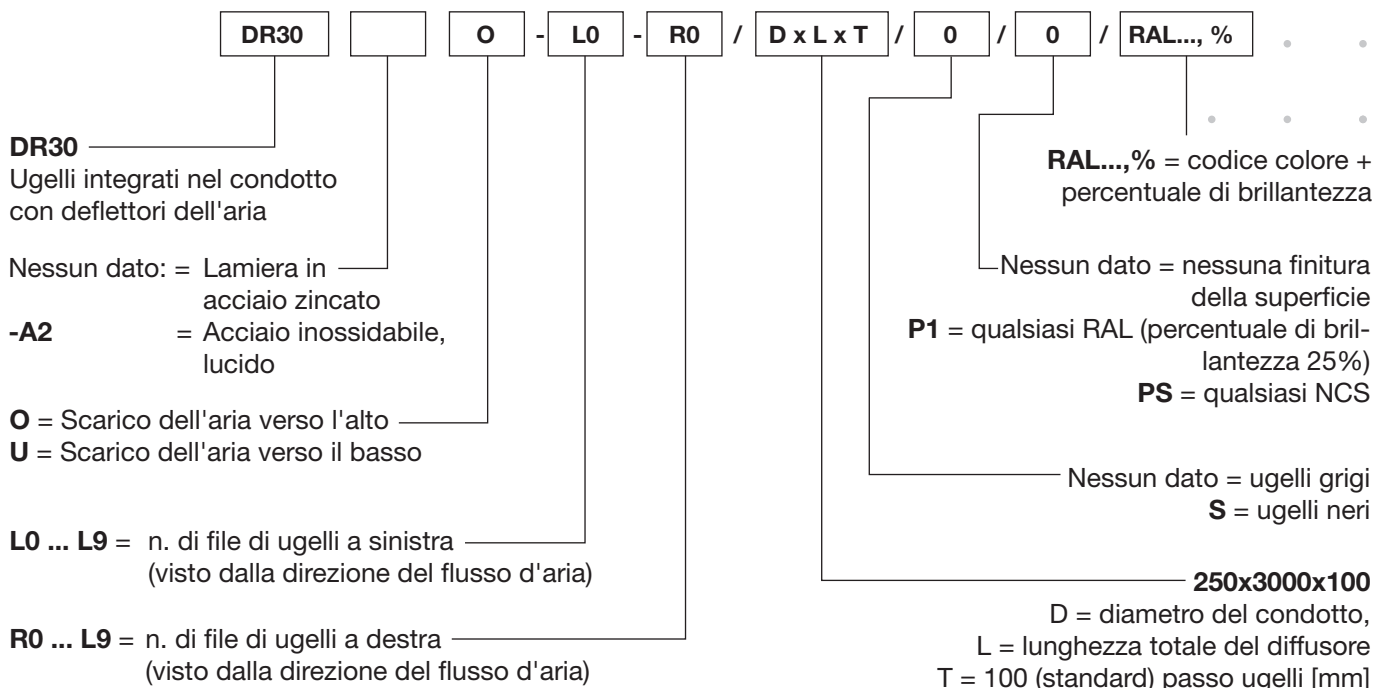 DR30 O - L0 - R0 / D x L x T / 0 / 0 / RAL..., %
DR30
Ugelli integrati nel condotto
con deflettori dell'aria
Nessun dato: = Lamiera in
acciaio zincato
-A2 = Acciaio inossidabile,
lucido
O = Scarico dell'aria verso l'alto
U = Scarico dell'aria verso il basso
L0 ... L9 = n. di file di ugelli a sinistra
(visto dalla direzione del flusso d'aria)
R0 ... L9 = n. di file di ugelli a destra
(visto dalla direzione del flusso d'aria)
RAL...,% = codice colore +
percentuale di brillantezza
Nessun dato = nessuna finitura
della superficie
P1 = qualsiasi RAL (percentuale di bril-
lantezza 25%)
PS = qualsiasi NCS
Nessun dato = ugelli grigi
S = ugelli neri
250x3000x100
D = diametro del condotto,
L = lunghezza totale del diffusore
T = 100 (standard) passo ugelli [mm]